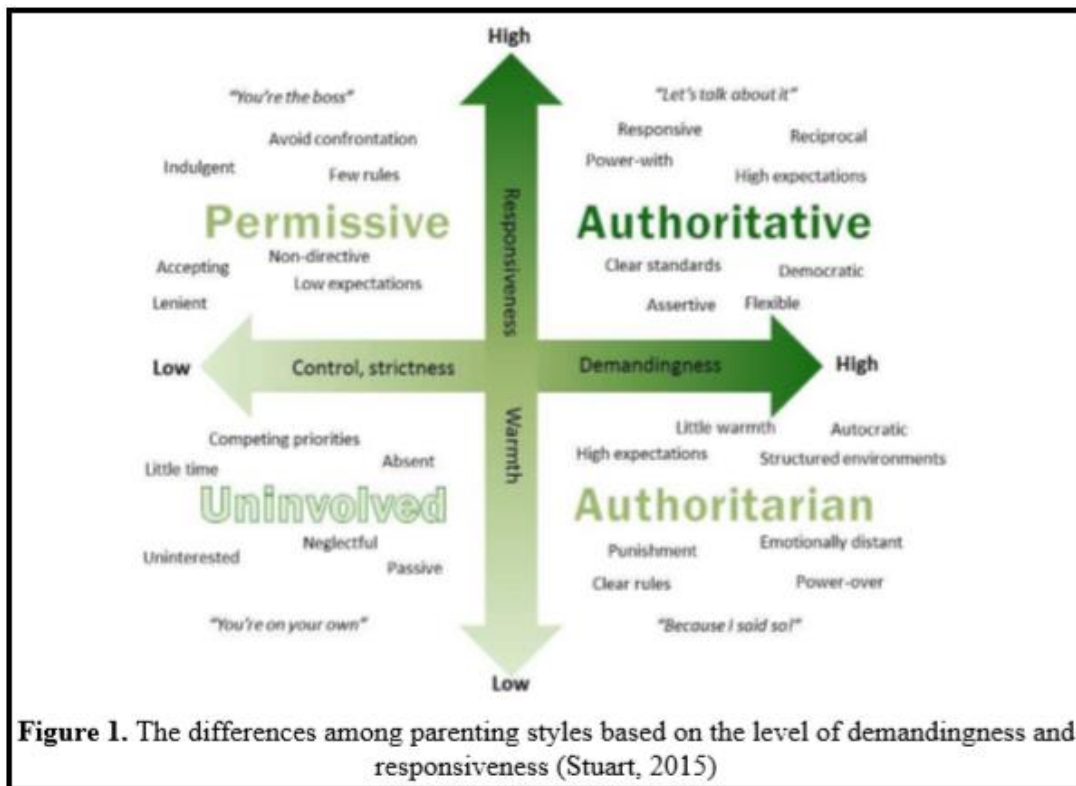 High
"You're the boss"
Avoid confrontation
Indulgent
Few rules
Permissive
Non-directive
Accepting
Low expectations
Lenient
"Let's talk about it"
Responsive
Reciprocal
Power-with
High expectations
Authoritative
Clear standards
Democratic
Assertive
Flexible
Responsiveness
Low
Control, strictness
Demandingness
High
Warmth
Competing priorities
Absent
Little time
Uninvolved
Neglectful
Uninterested
Passive
"You're on your own"
Little warmth
Autocratic
High expectations
Structured environments
Authoritarian
Emotionally distant
Punishment
Clear rules
Power-over
"Because I said so!"
Low
Figure 1. The differences among parenting styles based on the level of demandingness and
responsiveness (Stuart, 2015)